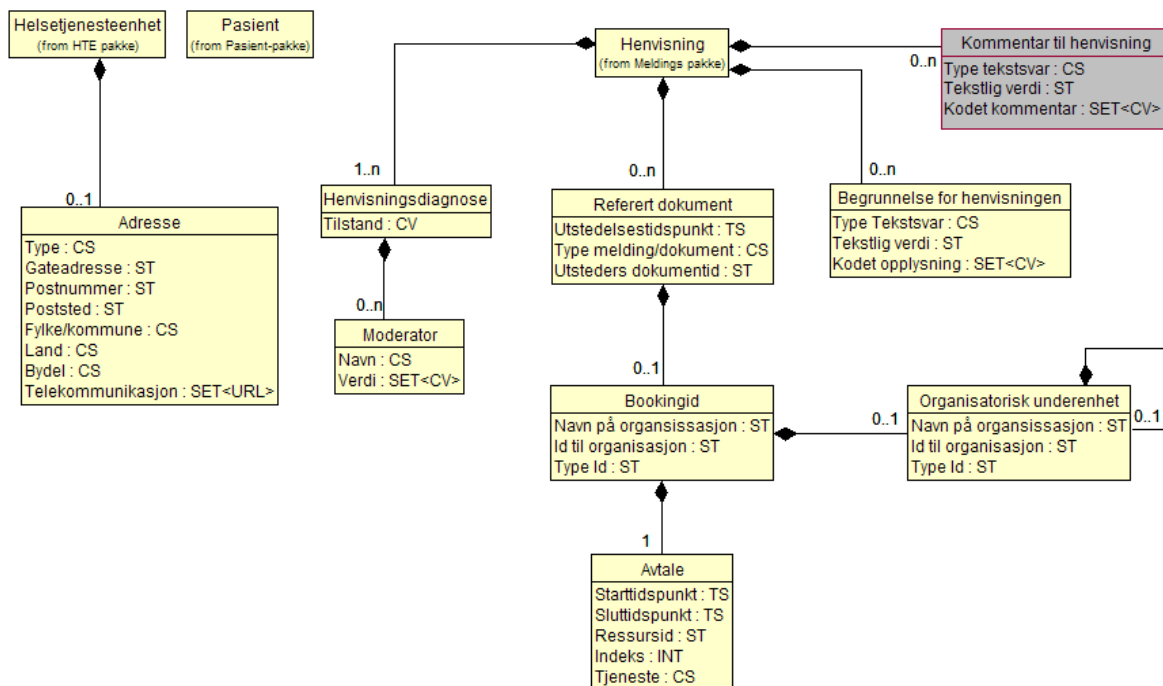 Helsetjenesteenhet
(from HTE pakke)
Pasient
(from Pasient-pakke)
Henvisning
(from Meldings pakke)
Kommentar til henvisning
Type tekstsvar : CS
Tekstlig verdi : ST
Kodet kommentar : SET<CV>
0..n
1..n
0..n
0..n
0..1
Henvisningsdiagnose
Tilstand : CV
Referert dokument
Utstedelsestidspunkt : TS
Type melding/dokument : CS
Utsteders dokumentid : ST
Begrunnelse for henvisningen
Type Tekstsvar : CS
Tekstlig verdi : ST
Kodet opplysning : SET<CV>
Adresse
Type : CS
Gateadresse : ST
Postnummer : ST
Poststed : ST
Fylke/kommune : CS
Land : CS
Bydel : CS
Telekommunikasjon : SET<URL>
0..n
Moderator
Navn : CS
Verdi : SET<CV>
0..1
Bookingid
Navn på organsissasjon : ST
Id til organisasjon : ST
Type Id : ST
0..1
Organisatorisk underenhet
Navn på organsissasjon : ST
Id til organisasjon : ST
Type Id : ST
0..1
1
Avtale
Starttidspunkt : TS
Sluttidspunkt : TS
Ressursid : ST
Indeks : INT
Tjeneste : CS